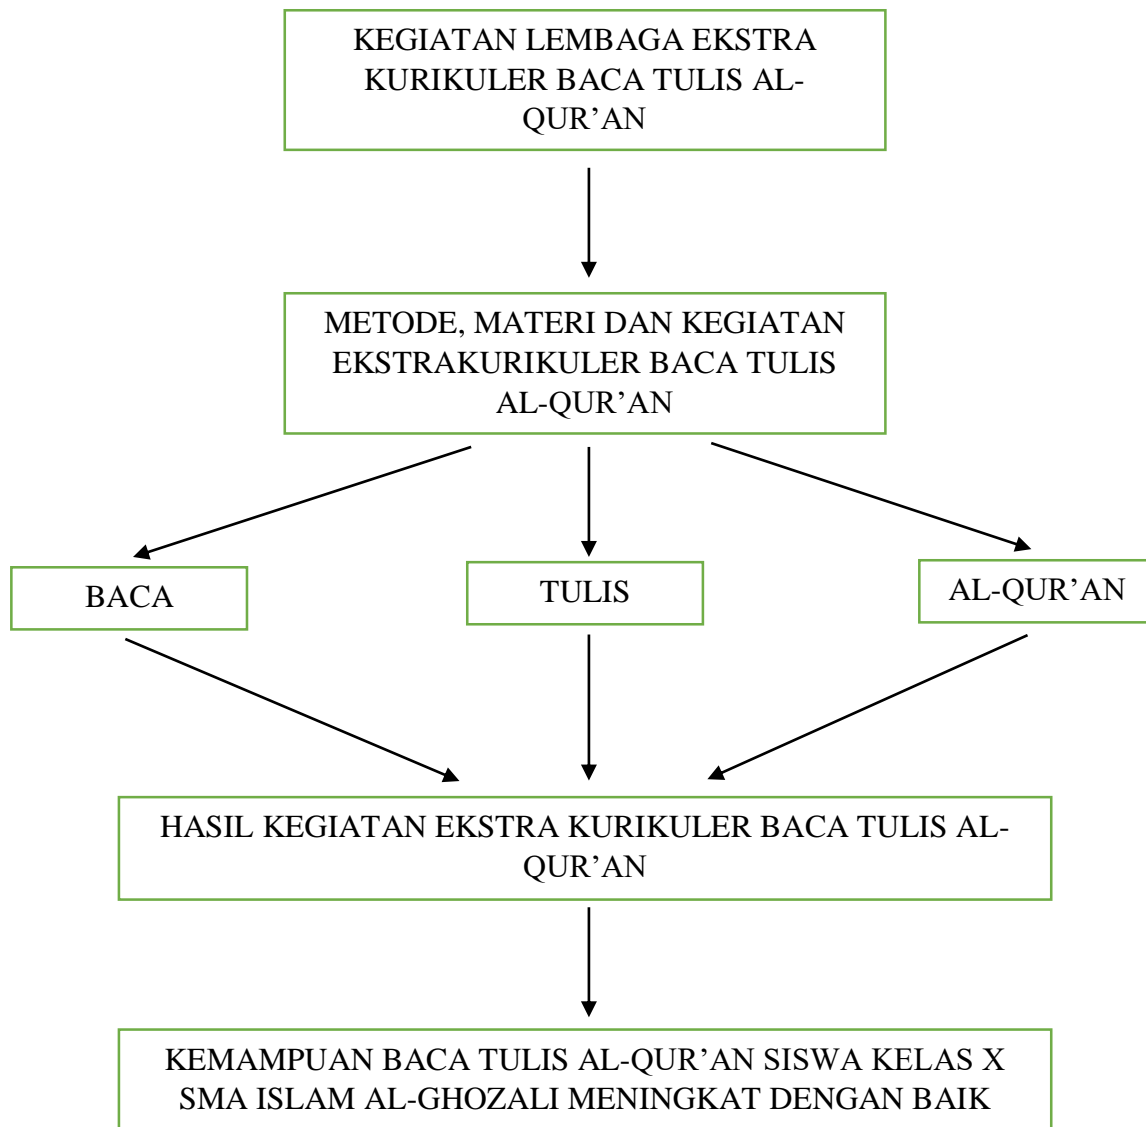 KEGIATAN LEMBAGA EKSTRA
KURIKULER BACA TULIS AL-
QUR’AN
METODE, MATERI DAN KEGIATAN
EKSTRAKURIKULER BACA TULIS
AL-QUR’AN
BACA
TULIS
AL-QUR’AN
HASIL KEGIATAN EKSTRA KURIKULER BACA TULIS AL-
QUR’AN
KEMAMPUAN BACA TULIS AL-QUR’AN SISWA KELAS X
SMA ISLAM AL-GHOZALI MENINGKAT DENGAN BAIK